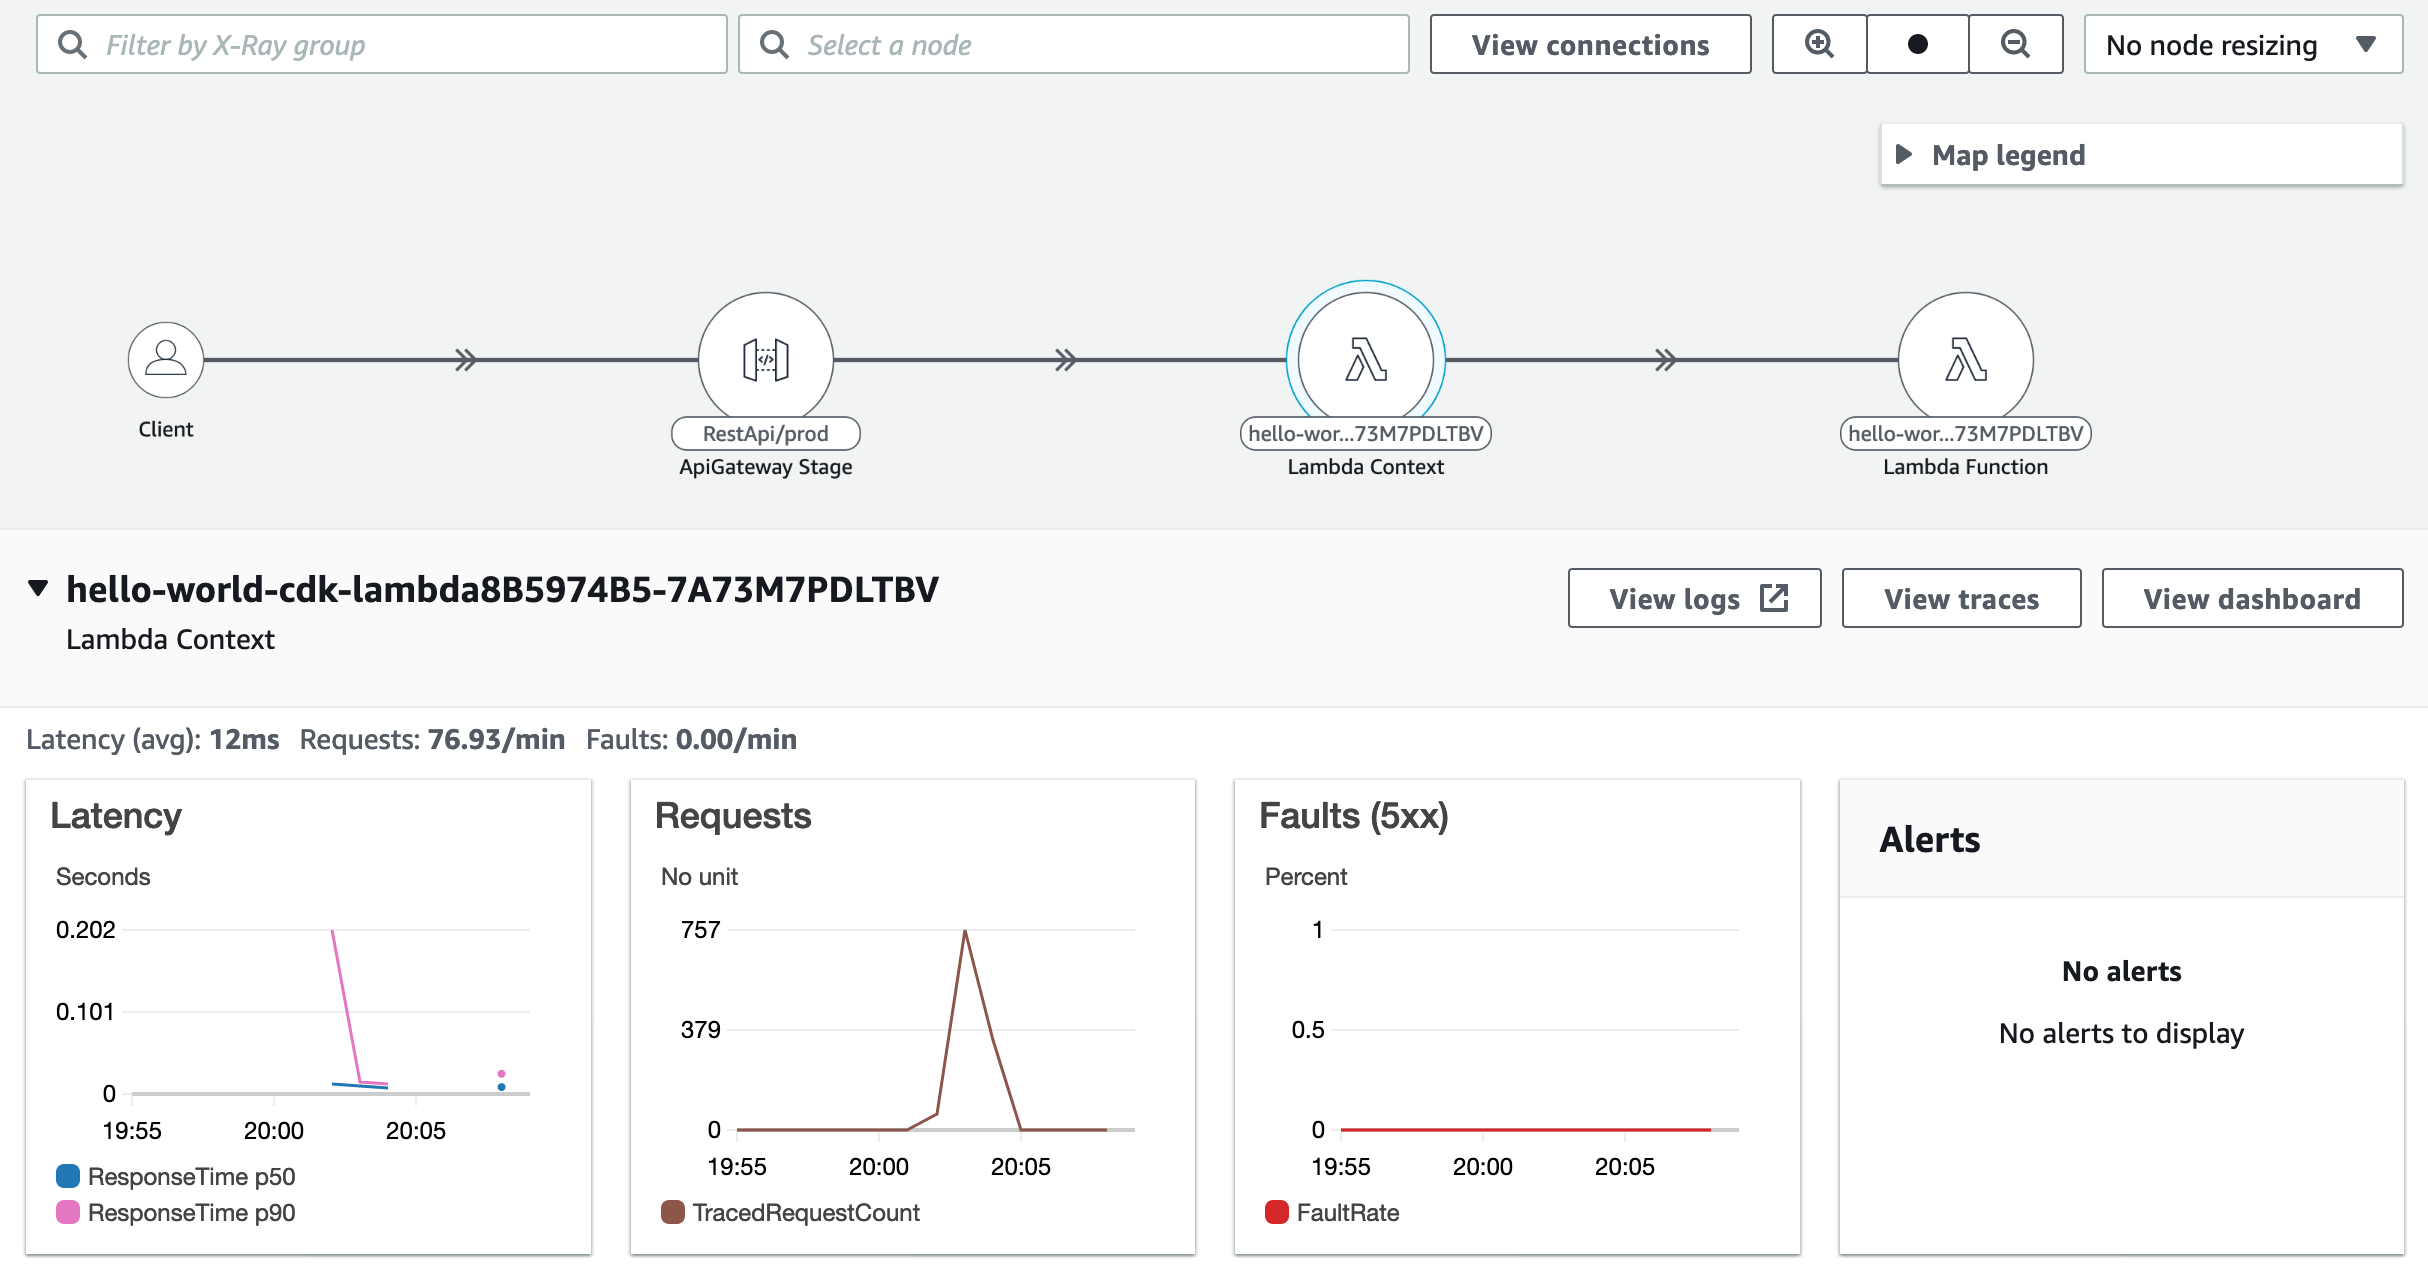 Filter by X-Ray group
Select a node
View connections
No node resizing
Map legend
Client
RestApi/prod
ApiGateway Stage
hello-wor...73M7PDLTBV
Lambda Context
hello-wor...73M7PDLTBV
Lambda Function
hello-world-cdk-lambda8B5974B5-7A73M7PDLTBV
Lambda Context
View logs
View traces
View dashboard
Latency (avg): 12ms Requests: 76.93/min Faults: 0.00/min
Latency
Seconds
0.202
0.101
0
19:55 20:00 20:05
ResponseTime p50
ResponseTime p90
Requests
No unit
757
379
0
19:55 20:00 20:05
TracedRequestCount
Faults (5xx)
Percent
1
0.5
0
19:55 20:00 20:05
FaultRate
Alerts
No alerts
No alerts to display